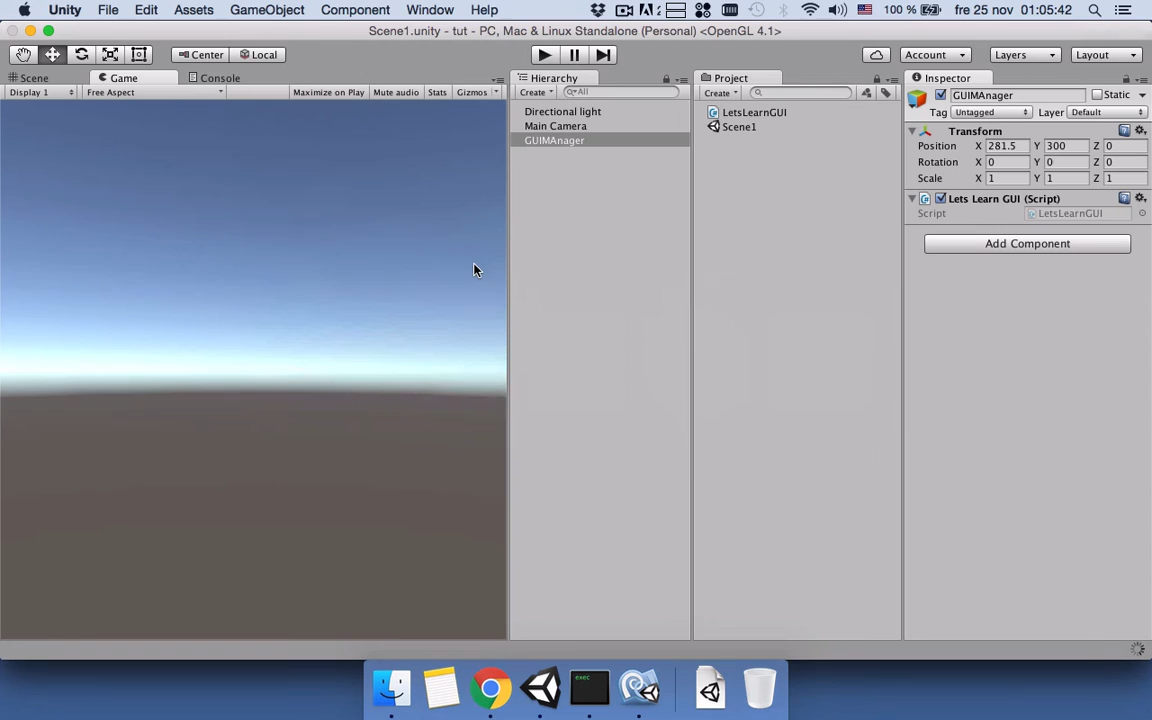 Unity File Edit Assets GameObject Component Window Help 100 % fre 25 nov 01:05:42
Scene1.unity - tut - PC, Mac & Linux Standalone (Personal) <OpenGL 4.1>
Center Local Account Layers Layout
Scene Game Console Hierarchy Project Inspector
Display 1 Free Aspect Maximize on Play Mute audio Stats Gizmos Create All Create GUIMAnager Static
Directional light LetsLearnGUI Tag Untagged Layer Default
Main Camera Scene1 Transform
GUIMAnager Position X 281.5 Y 300 Z 0
Rotation X 0 Y 0 Z 0
Scale X 1 Y 1 Z 1
Lets Learn GUI (Script)
Script LetsLearnGUI
Add Component
exec